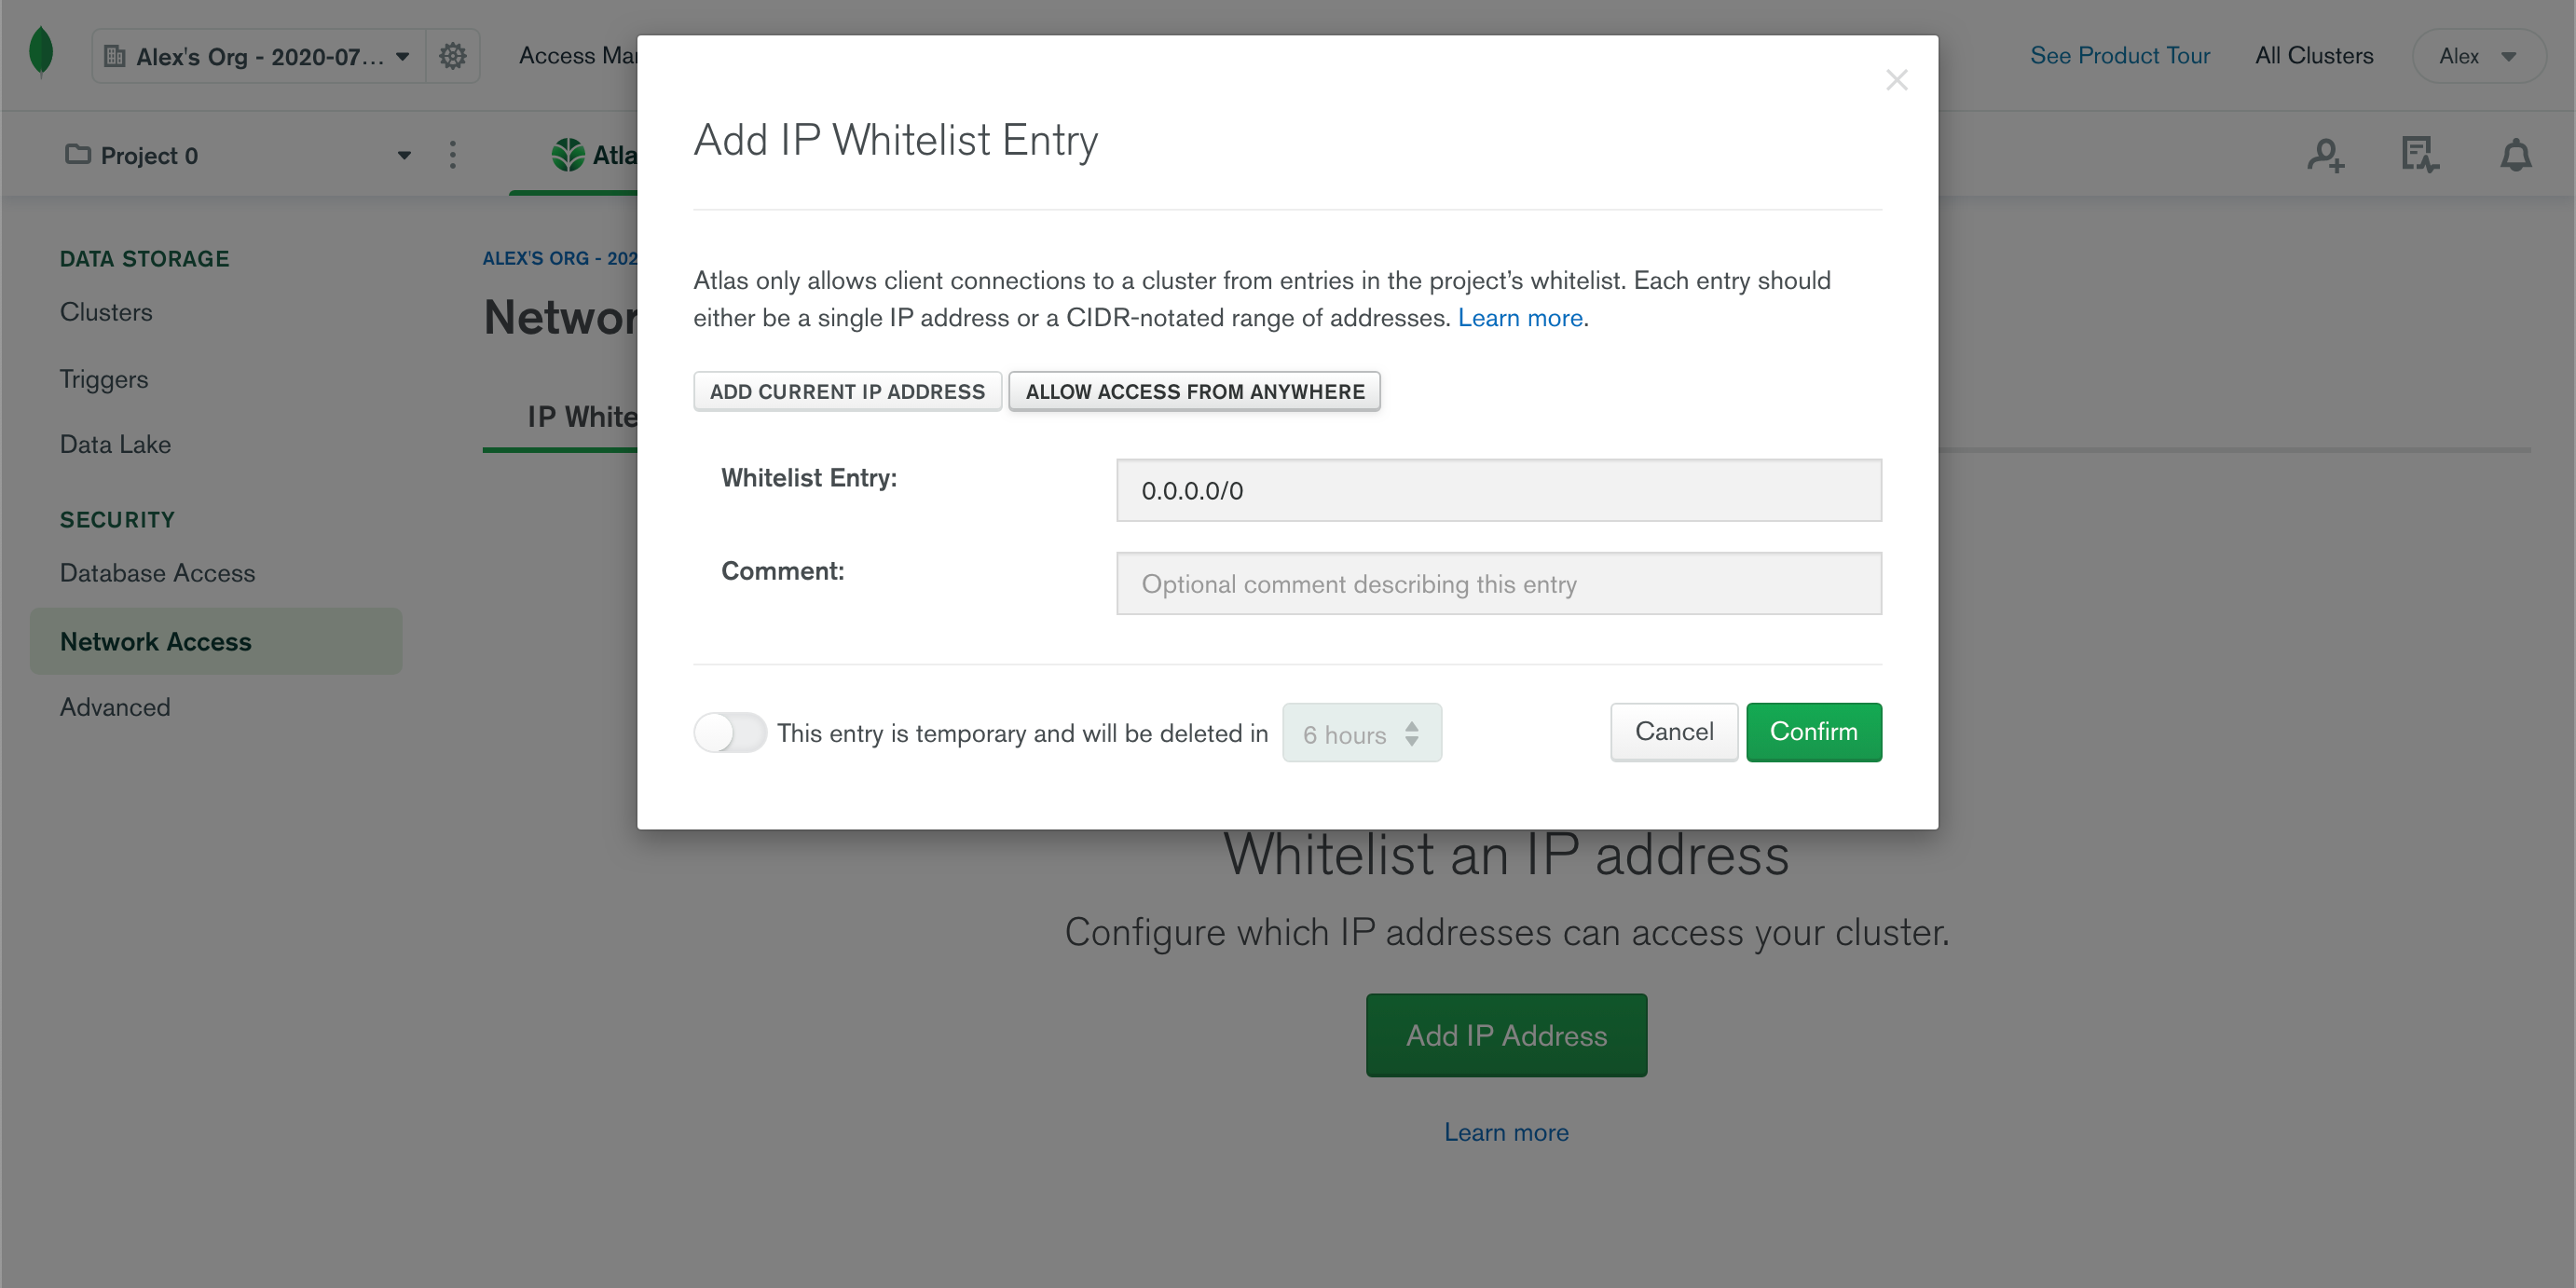 Alex's Org - 2020-07...
Access Ma
See Product Tour
All Clusters
Alex
Project 0
Atla
DATA STORAGE
Clusters
Triggers
Data Lake
SECURITY
Database Access
Network Access
Advanced
ALEX'S ORG - 202
Networ
IP White
Add IP Whitelist Entry
Atlas only allows client connections to a cluster from entries in the project’s whitelist. Each entry should
either be a single IP address or a CIDR-notated range of addresses. Learn more.
ADD CURRENT IP ADDRESS
ALLOW ACCESS FROM ANYWHERE
Whitelist Entry:
0.0.0.0/0
Comment:
Optional comment describing this entry
This entry is temporary and will be deleted in
6 hours
Cancel
Confirm
Whitelist an IP address
Configure which IP addresses can access your cluster.
Add IP Address
Learn more